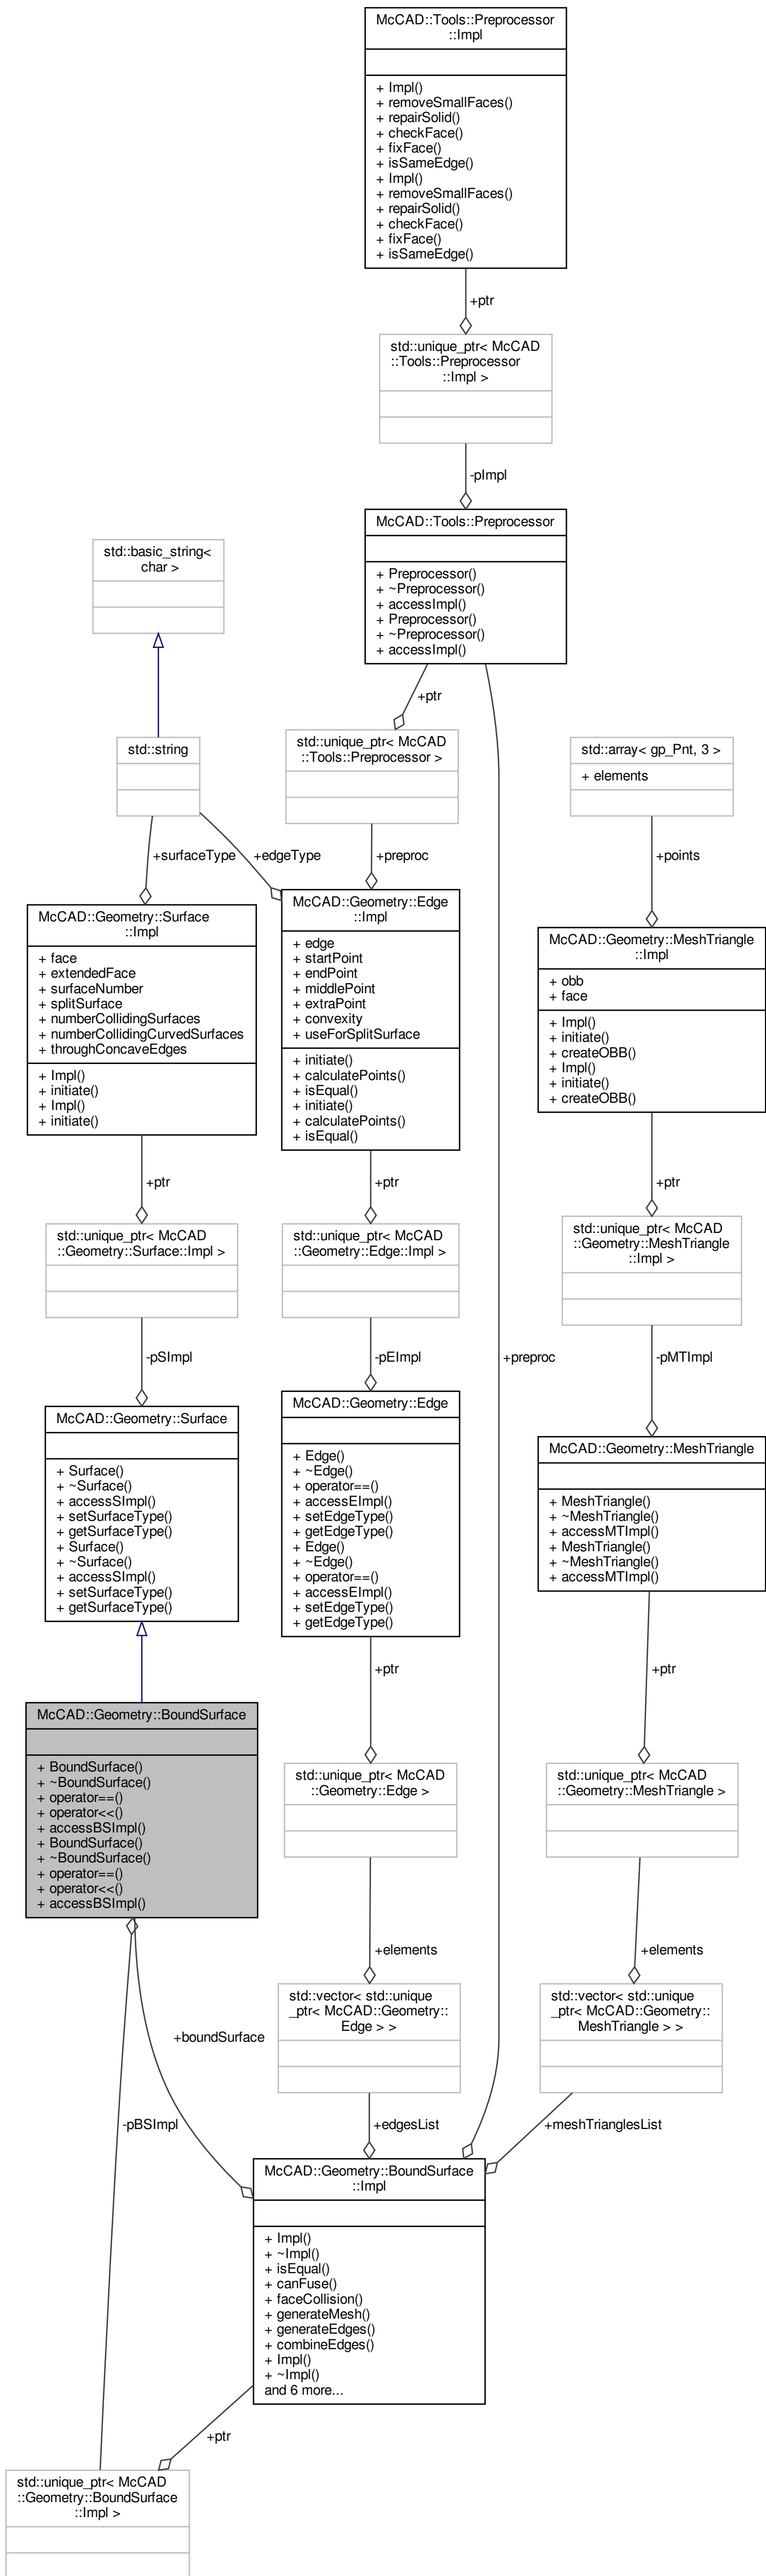 McCAD::Tools::Preprocessor
::Impl
+ Impl()
+ removeSmallFaces()
+ repairSolid()
+ checkFace()
+ fixFace()
+ isSameEdge()
+ Impl()
+ removeSmallFaces()
+ repairSolid()
+ checkFace()
+ fixFace()
+ isSameEdge()
+ptr
std::unique_ptr< McCAD
::Tools::Preprocessor
::Impl >
-pImpl
McCAD::Tools::Preprocessor
+ Preprocessor()
+ ~Preprocessor()
+ accessImpl()
+ Preprocessor()
+ ~Preprocessor()
+ accessImpl()
std::basic_string<
char >
+ptr
std::string
std::unique_ptr< McCAD
::Tools::Preprocessor >
std::array< gp_Pnt, 3 >
+ elements
+surfaceType
+edgeType
+preproc
+points
McCAD::Geometry::Surface
::Impl
+ face
+ extendedFace
+ surfaceNumber
+ splitSurface
+ numberCollidingSurfaces
+ numberCollidingCurvedSurfaces
+ throughConcaveEdges
+ Impl()
+ initiate()
+ Impl()
+ initiate()
McCAD::Geometry::Edge
::Impl
+ edge
+ startPoint
+ endPoint
+ middlePoint
+ extraPoint
+ convexity
+ useForSplitSurface
+ initiate()
+ calculatePoints()
+ isEqual()
+ initiate()
+ calculatePoints()
+ isEqual()
McCAD::Geometry::MeshTriangle
::Impl
+ obb
+ face
+ Impl()
+ initiate()
+ createOBB()
+ Impl()
+ initiate()
+ createOBB()
+ptr
+ptr
+ptr
std::unique_ptr< McCAD
::Geometry::Surface::Impl >
std::unique_ptr< McCAD
::Geometry::Edge::Impl >
std::unique_ptr< McCAD
::Geometry::MeshTriangle
::Impl >
-pSImpl
-pEImpl
+preproc
-pMTImpl
McCAD::Geometry::Surface
+ Surface()
+ ~Surface()
+ accessSImpl()
+ setSurfaceType()
+ getSurfaceType()
+ Surface()
+ ~Surface()
+ accessSImpl()
+ setSurfaceType()
+ getSurfaceType()
McCAD::Geometry::Edge
+ Edge()
+ ~Edge()
+ operator==()
+ accessEImpl()
+ setEdgeType()
+ getEdgeType()
+ Edge()
+ ~Edge()
+ operator==()
+ accessEImpl()
+ setEdgeType()
+ getEdgeType()
McCAD::Geometry::MeshTriangle
+ MeshTriangle()
+ ~MeshTriangle()
+ accessMTImpl()
+ MeshTriangle()
+ ~MeshTriangle()
+ accessMTImpl()
+ptr
+ptr
McCAD::Geometry::BoundSurface
+ BoundSurface()
+ ~BoundSurface()
+ operator==()
+ operator<<()
+ accessBSImpl()
+ BoundSurface()
+ ~BoundSurface()
+ operator==()
+ operator<<()
+ accessBSImpl()
std::unique_ptr< McCAD
::Geometry::Edge >
std::unique_ptr< McCAD
::Geometry::MeshTriangle >
+elements
+elements
std::vector< std::unique
_ptr< McCAD::Geometry::
Edge > >
std::vector< std::unique
_ptr< McCAD::Geometry::
MeshTriangle > >
+boundSurface
-pBSImpl
+edgesList
+meshTrianglesList
McCAD::Geometry::BoundSurface
::Impl
+ Impl()
+ ~Impl()
+ isEqual()
+ canFuse()
+ faceCollision()
+ generateMesh()
+ generateEdges()
+ combineEdges()
+ Impl()
+ ~Impl()
and 6 more...
+ptr
std::unique_ptr< McCAD
::Geometry::BoundSurface
::Impl >